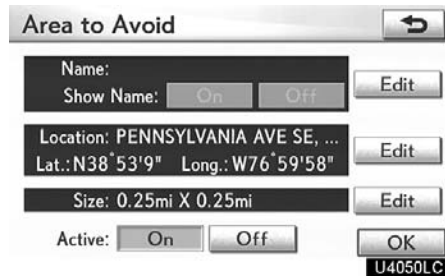 Area to Avoid
Name:
Show Name: On Off
Edit
Location: PENNSYLVANIA AVE SE, ...
Lat.:N38°53'9" Long.:W76°59'58"
Edit
Size: 0.25mi X 0.25mi
Edit
Active: On Off
OK
U4050LC